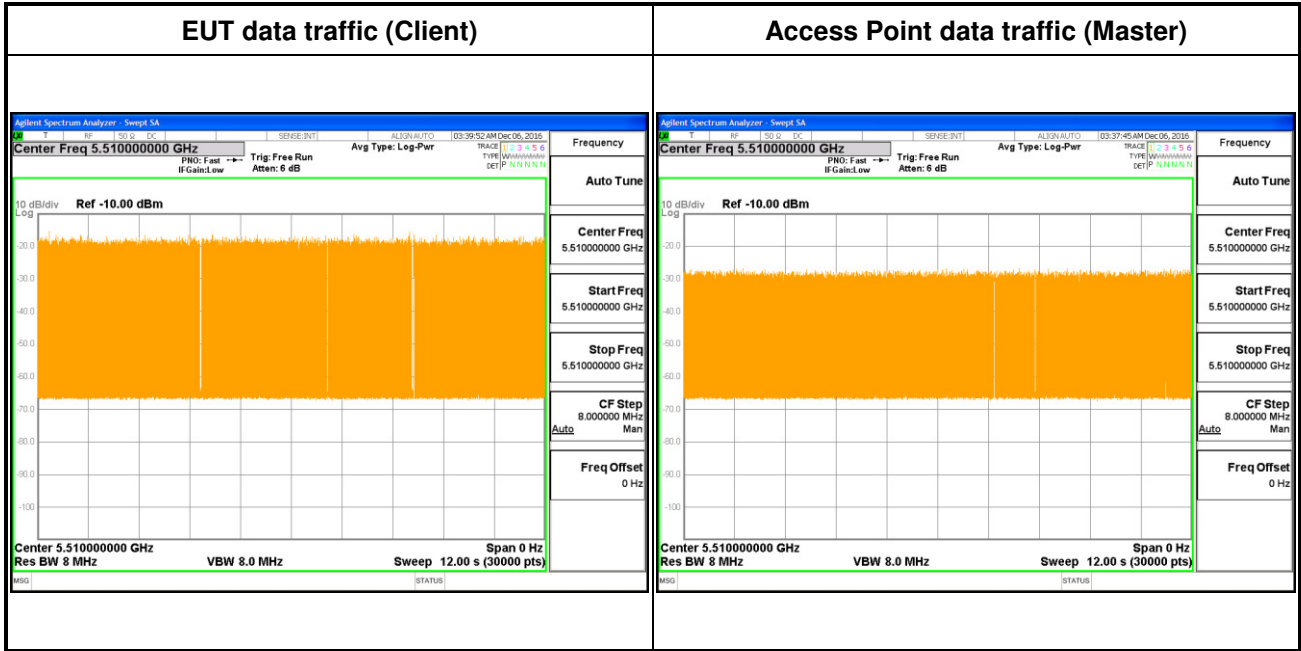 EUT data traffic (Client)
Access Point data traffic (Master)
Agilent Spectrum Analyzer - Swept SA
T RF 50 Ω DC SENSE:INT ALIGN AUTO 03:39:52 AM Dec 06, 2016
Center Freq 5.510000000 GHz
PNO: Fast
IFGain:Low
Trig: Free Run
Atten: 6 dB
Avg Type: Log-Pwr
TRACE 1 2 3 4 5 6
TYPE
DET P N N N N N
10 dB/div Ref -10.00 dBm
Log
-20.0
-30.0
-40.0
-50.0
-60.0
-70.0
-80.0
-90.0
-100
Center 5.510000000 GHz Span 0 Hz
Res BW 8 MHz VBW 8.0 MHz Sweep 12.00 s (30000 pts)
MSG STATUS
Frequency
Auto Tune
Center Freq
5.510000000 GHz
Start Freq
5.510000000 GHz
Stop Freq
5.510000000 GHz
CF Step
8.000000 MHz
Auto Man
Freq Offset
0 Hz
Agilent Spectrum Analyzer - Swept SA
T RF 50 Ω DC SENSE:INT ALIGN AUTO 03:37:45 AM Dec 06, 2016
Center Freq 5.510000000 GHz
PNO: Fast
IFGain:Low
Trig: Free Run
Atten: 6 dB
Avg Type: Log-Pwr
TRACE 1 2 3 4 5 6
TYPE
DET P N N N N N
10 dB/div Ref -10.00 dBm
Log
-20.0
-30.0
-40.0
-50.0
-60.0
-70.0
-80.0
-90.0
-100
Center 5.510000000 GHz Span 0 Hz
Res BW 8 MHz VBW 8.0 MHz Sweep 12.00 s (30000 pts)
MSG STATUS
Frequency
Auto Tune
Center Freq
5.510000000 GHz
Start Freq
5.510000000 GHz
Stop Freq
5.510000000 GHz
CF Step
8.000000 MHz
Auto Man
Freq Offset
0 Hz